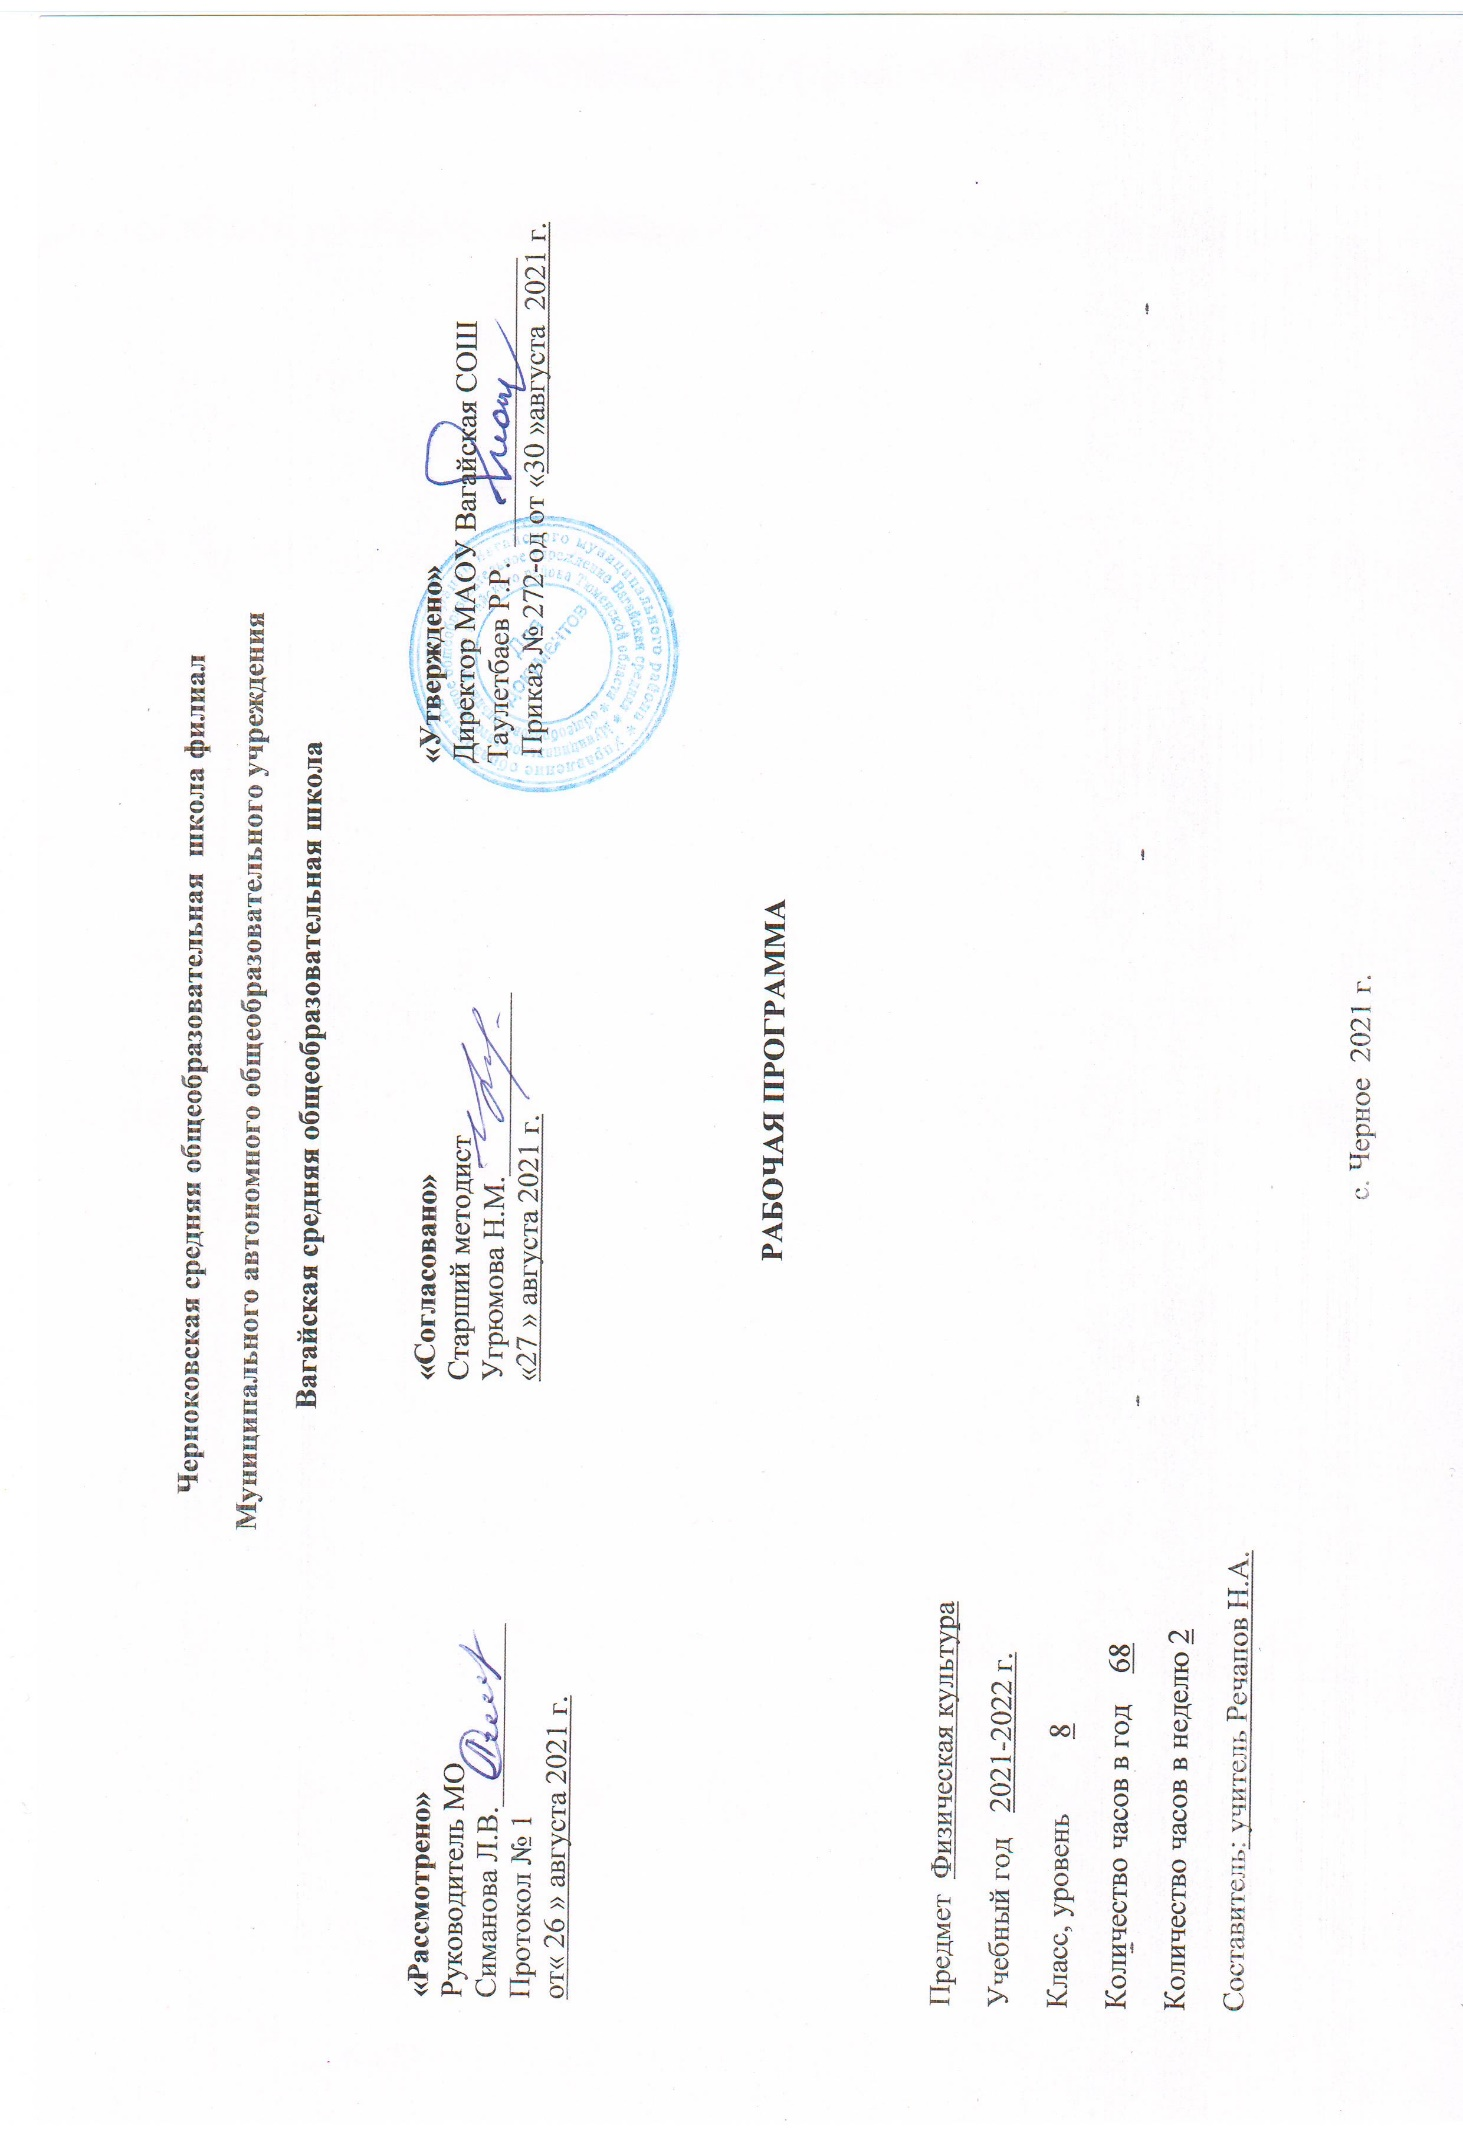 Черноковская средняя общеобразовательная школа филиал
Муниципального автономного общеобразовательного учреждения
Вагайская средняя общеобразовательная школа
«Рассмотрено»
Руководитель МО
Симанова Л.В.
Протокол № 1
от« 26 » августа 2021 г.
«Согласовано»
Старший методист
Угрюмова Н.М.
«27 » августа 2021 г.
«Утверждено»
Директор МАОУ Вагайская СОШ
Таулетбаев Р.Р.
Приказ № 272-од от «30 »августа 2021 г.
Для
документов
РАБОЧАЯ ПРОГРАММА
Предмет Физическая культура
Учебный год 2021-2022 г.
Класс, уровень 8
Количество часов в год 68
Количество часов в неделю 2
Составитель: учитель Речапов Н.А.
с. Черное 2021 г.